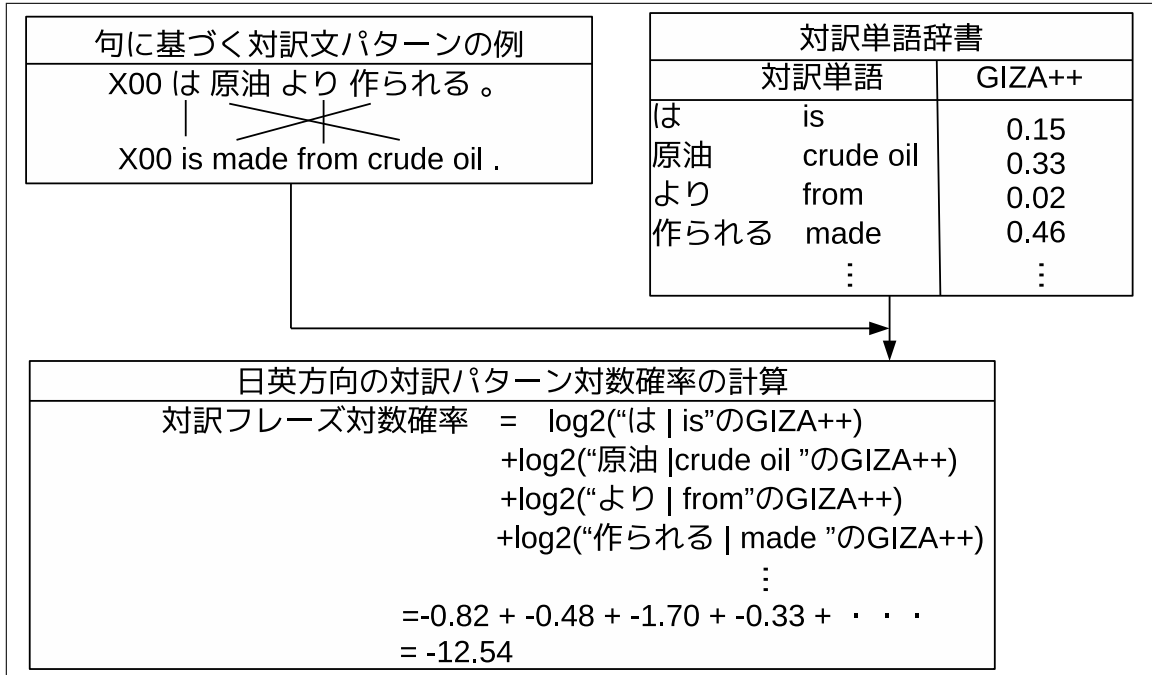 句に基づく対訳文パターンの例
X00 は 原油 より 作られる 。
X00 is made from crude oil .
対訳単語辞書
対訳単語 GIZA++
は is 0.15
原油 crude oil 0.33
より from 0.02
作られる made 0.46
⋮ ⋮
日英方向の対訳パターン対数確率の計算
対訳フレーズ対数確率 = log2(“は | is”のGIZA++)
+log2(“原油 |crude oil ”のGIZA++)
+log2(“より | from”のGIZA++)
+log2(“作られる | made ”のGIZA++)
⋮
=-0.82 + -0.48 + -1.70 + -0.33 + ・ ・ ・
= -12.54